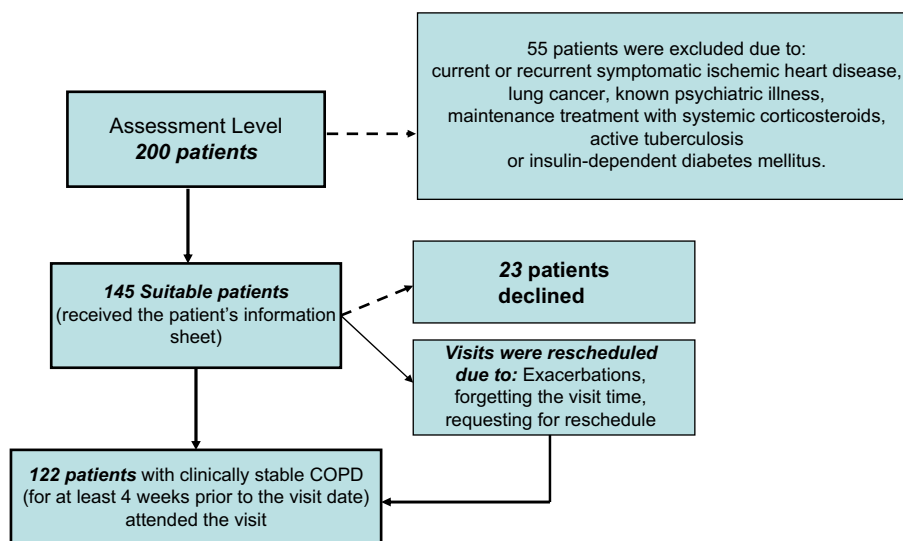 55 patients were excluded due to:
current or recurrent symptomatic ischemic heart disease,
lung cancer, known psychiatric illness,
maintenance treatment with systemic corticosteroids,
active tuberculosis
or insulin-dependent diabetes mellitus.
Assessment Level
200 patients
145 Suitable patients
(received the patient's information
sheet)
23 patients
declined
Visits were rescheduled
due to: Exacerbations,
forgetting the visit time,
requesting for reschedule
122 patients with clinically stable COPD
(for at least 4 weeks prior to the visit date)
attended the visit